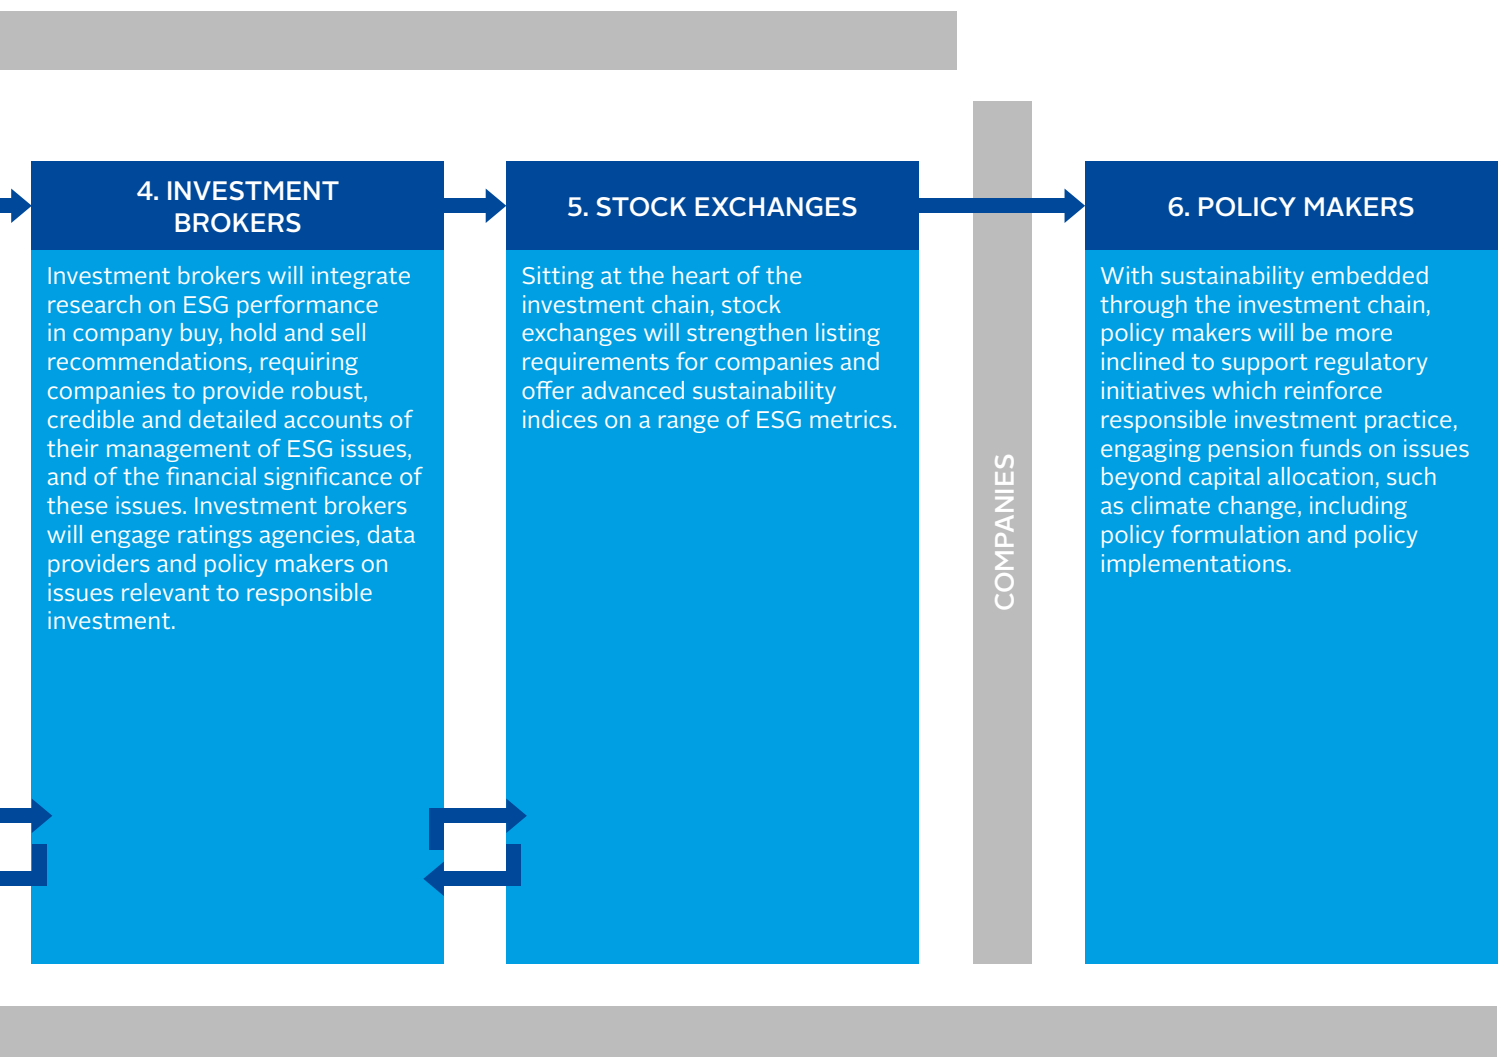 4. INVESTMENT
BROKERS
Investment brokers will integrate
research on ESG performance
in company buy, hold and sell
recommendations, requiring
companies to provide robust,
credible and detailed accounts of
their management of ESG issues,
and of the financial significance of
these issues. Investment brokers
will engage ratings agencies, data
providers and policy makers on
issues relevant to responsible
investment.
5. STOCK EXCHANGES
Sitting at the heart of the
investment chain, stock
exchanges will strengthen listing
requirements for companies and
offer advanced sustainability
indices on a range of ESG metrics.
COMPANIES
6. POLICY MAKERS
With sustainability embedded
through the investment chain,
policy makers will be more
inclined to support regulatory
initiatives which reinforce
responsible investment practice,
engaging pension funds on issues
beyond capital allocation, such
as climate change, including
policy formulation and policy
implementations.